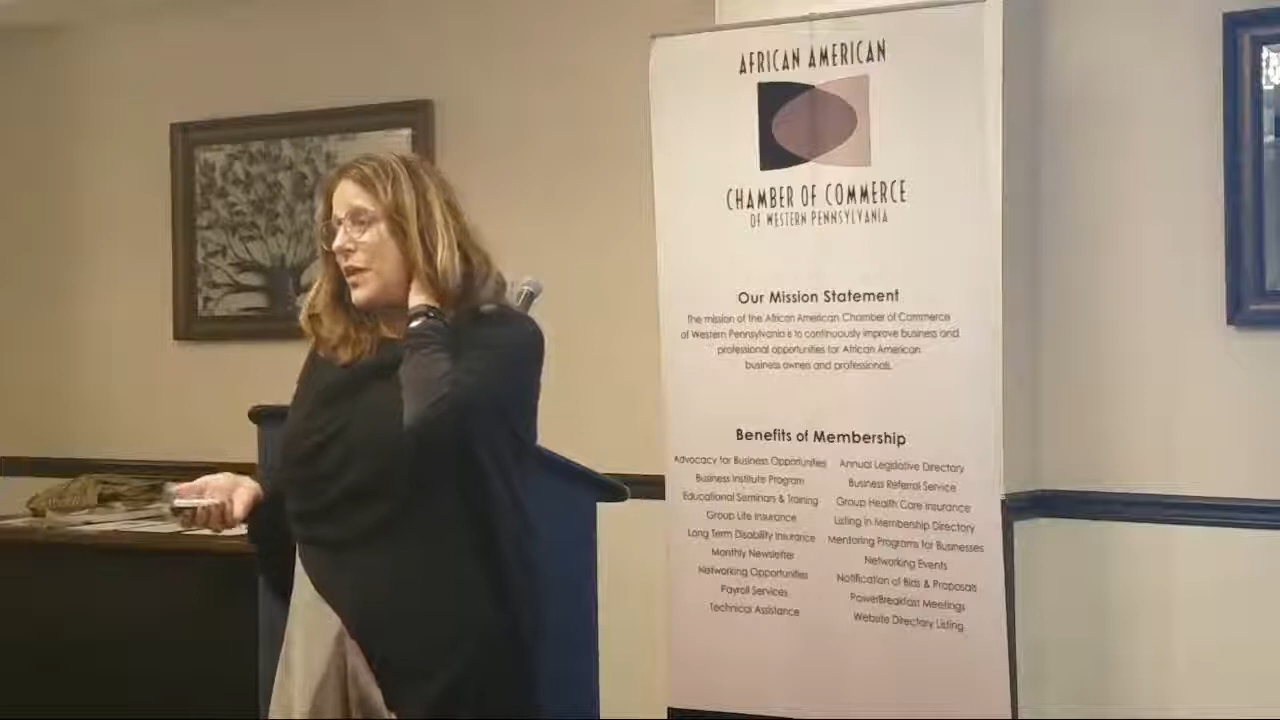 AFRICAN AMERICAN
CHAMBER OF COMMERCE
OF WESTERN PENNSYLVANIA
Our Mission Statement
The mission of the African American Chamber of Commerce
of Western Pennsylvania is to continuously improve business and
professional opportunities for African American
business owners and professionals.
Benefits of Membership
Advocacy for Business Opportunities
Business Institute Program
Educational Seminars & Training
Group Life Insurance
Long Term Disability Insurance
Monthly Newsletter
Networking Opportunities
Payroll Services
Technical Assistance
Annual Legislative Directory
Business Referral Service
Group Health Care Insurance
Listing in Membership Directory
Mentoring Programs for Businesses
Networking Events
Notification of Bids & Proposals
PowerBreakfast Meetings
Website Directory Listing